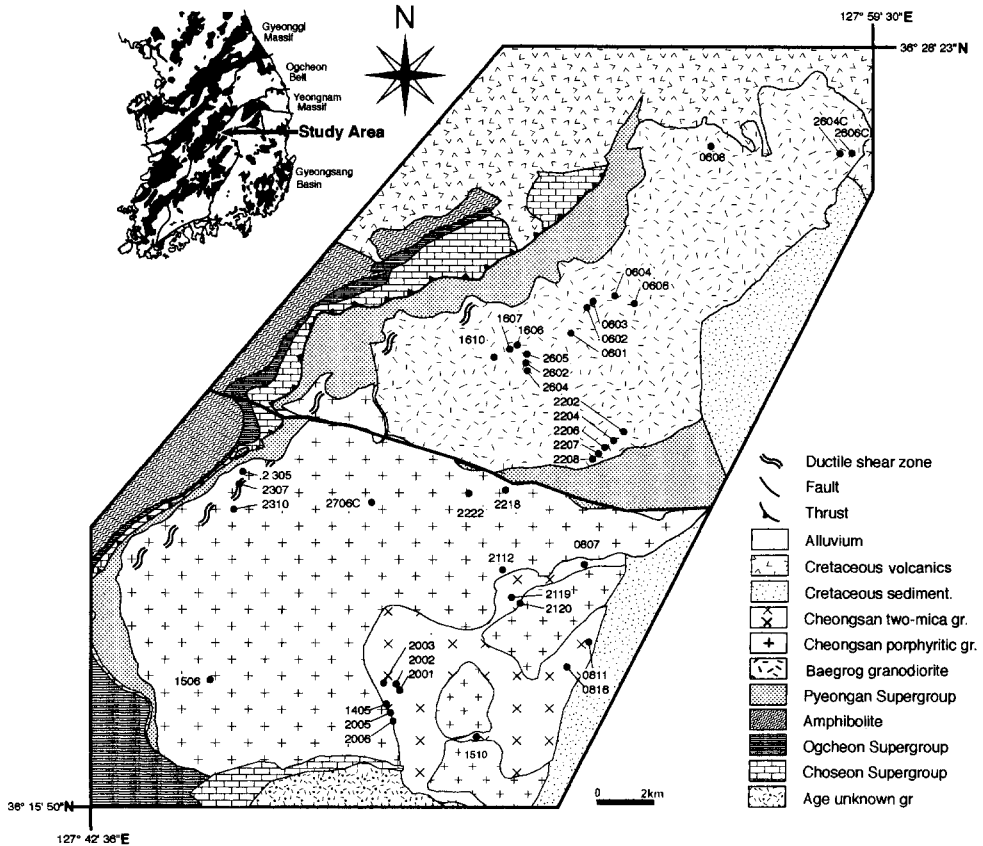 Gyeonggi
Massif
Ogcheon
Belt
Yeongnam
Massif
Study Area
Gyeongsang
Basin
N
127° 59' 30"E
36° 28' 23"N
2604C
2606C
0608
0604
0606
0603
0602
0601
1607
1606
1610
2605
2602
2604
2202
2204
2206
2207
2208
2305
2307
2310
2706C
2222
2218
2112
0807
2119
2120
2003
2002
2001
0811
0816
1506
1405
2005
2006
1510
Ductile shear zone
Fault
Thrust
Alluvium
Cretaceous volcanics
Cretaceous sediment.
Cheongsan two-mica gr.
Cheongsan porphyritic gr.
Baegrog granodiorite
Pyeongan Supergroup
Amphibolite
Ogcheon Supergroup
Choseon Supergroup
Age unknown gr
0 2km
36° 15' 50"N
127° 42' 36"E